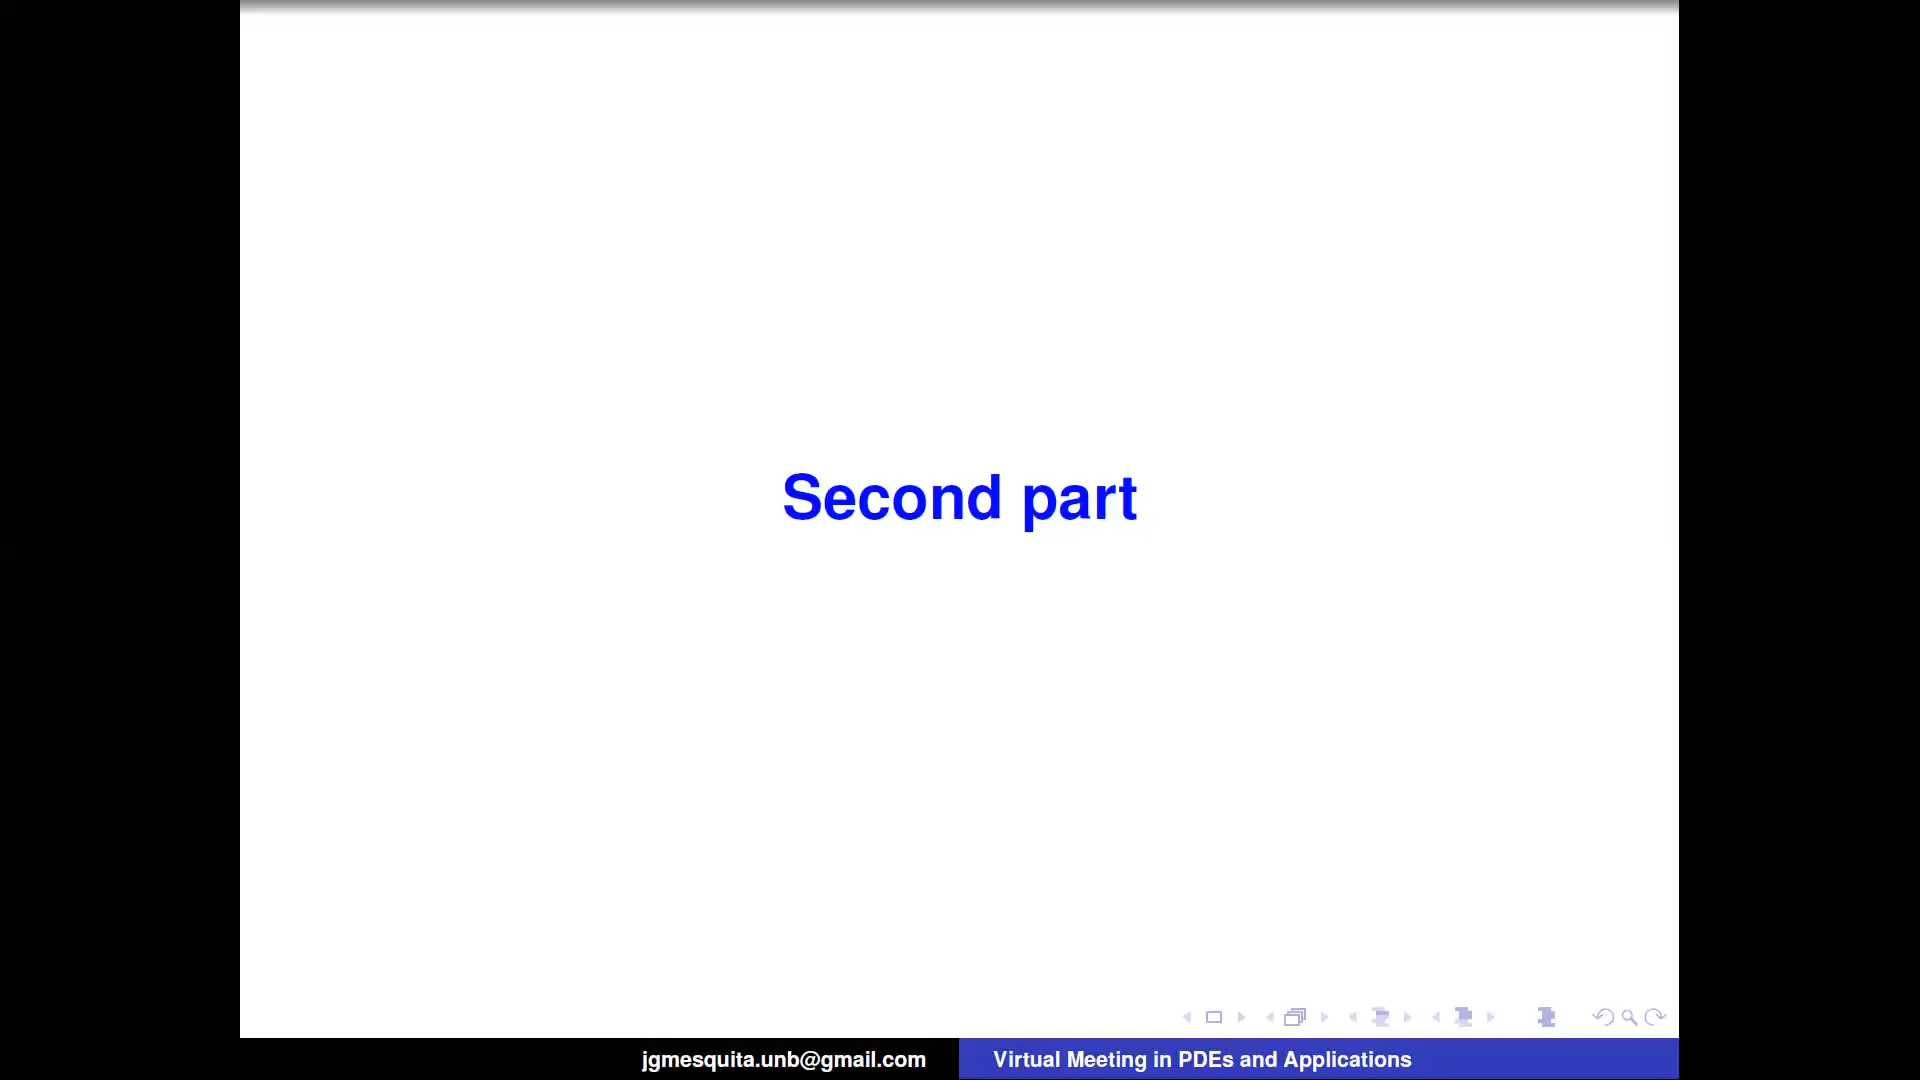 Second part
jgmesquita.unb@gmail.com
Virtual Meeting in PDEs and Applications